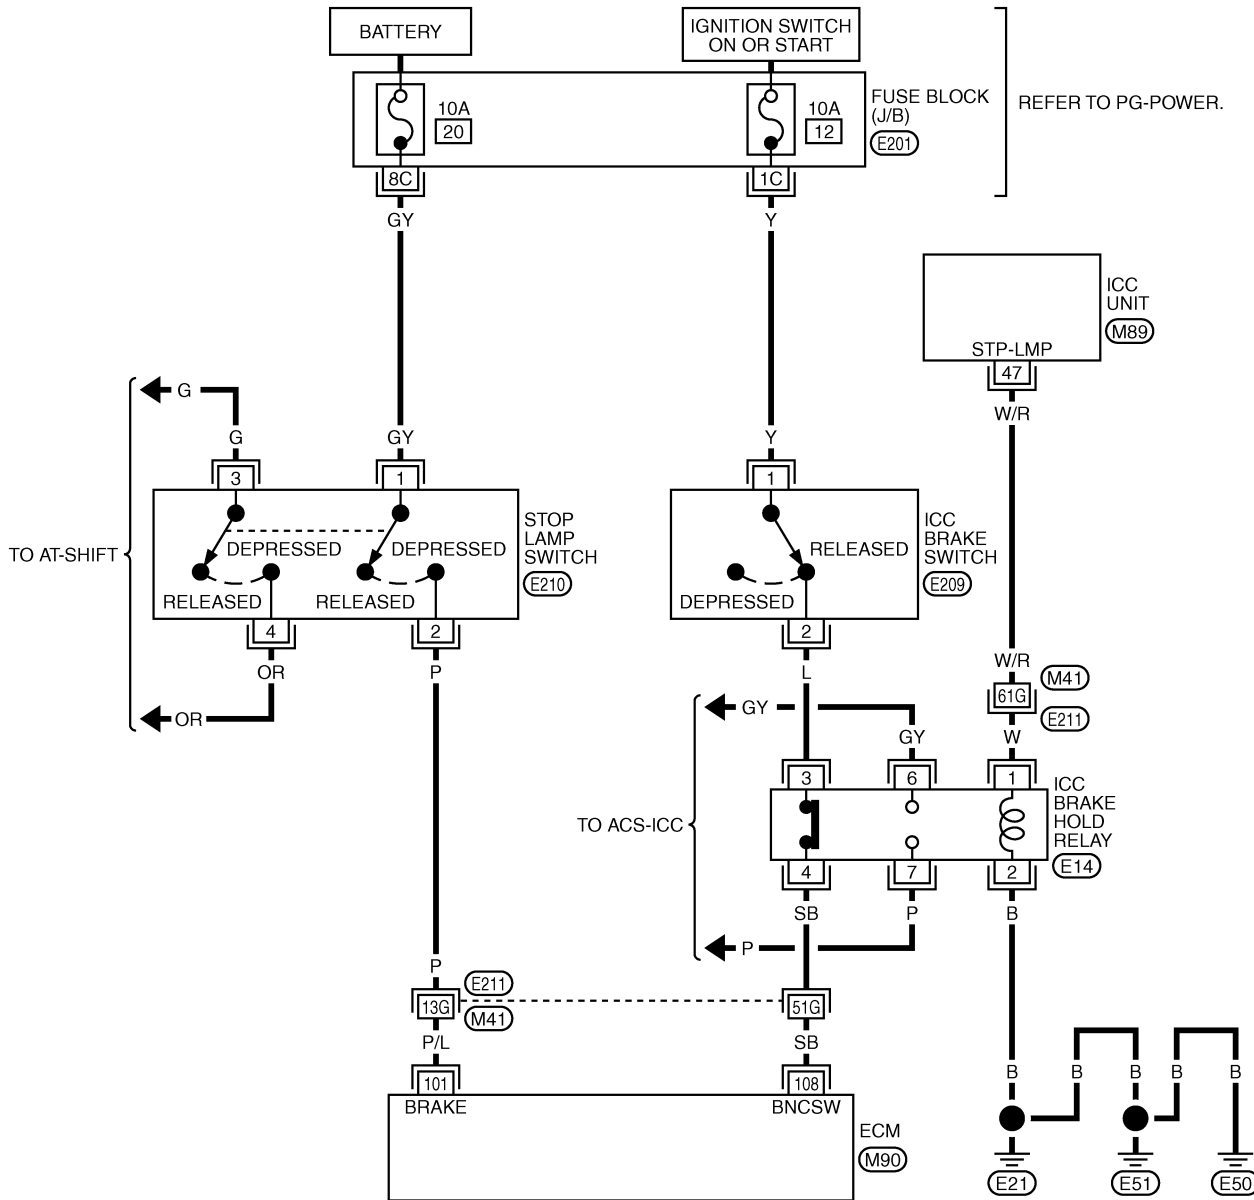 BATTERY
IGNITION SWITCH
ON OR START
10A
20
10A
12
FUSE BLOCK
(J/B)
E201
REFER TO PG-POWER.
8C
1C
GY
Y
ICC
UNIT
M89
STP-LMP
47
W/R
G
G
GY
Y
3
1
1
TO AT-SHIFT
DEPRESSED
DEPRESSED
RELEASED
RELEASED
STOP
LAMP
SWITCH
E210
RELEASED
DEPRESSED
ICC
BRAKE
SWITCH
E209
4
2
2
OR
P
L
OR
W/R
M41
61G
E211
GY
GY
W
3
6
1
TO ACS-ICC
ICC
BRAKE
HOLD
RELAY
E14
4
7
2
SB
P
B
P
P
E211
13G
M41
51G
P/L
SB
101
108
BRAKE
BNCSW
ECM
M90
B
B
B
B
B
E21
E51
E50